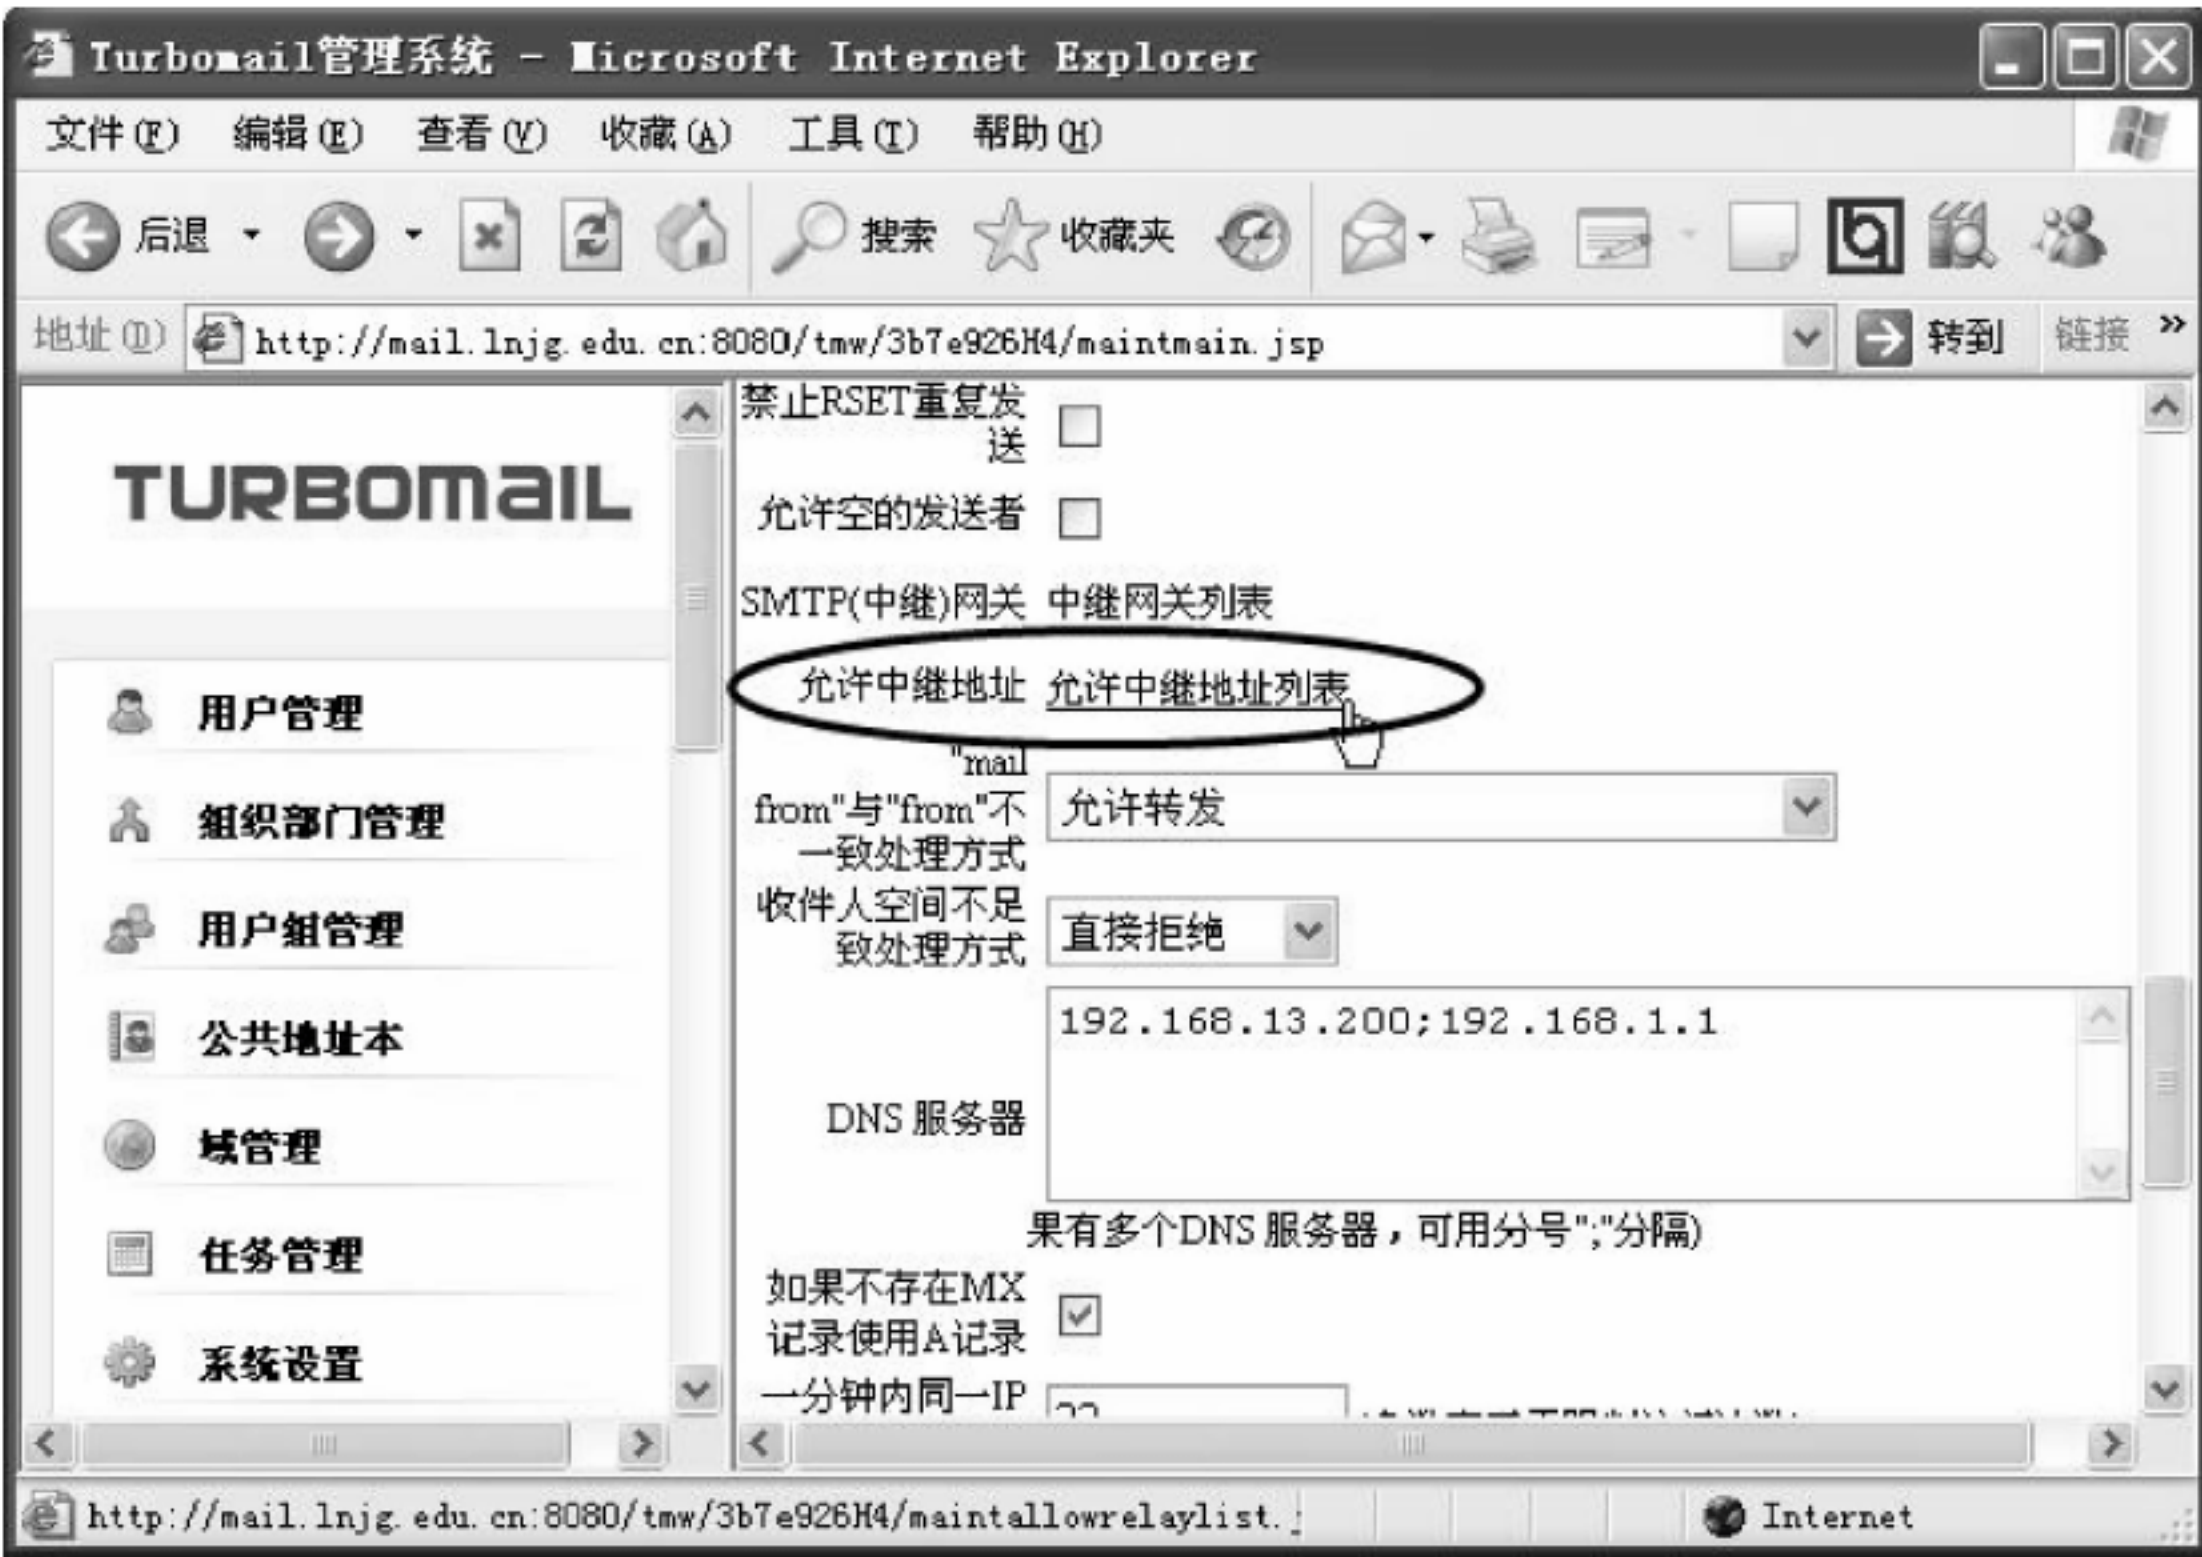 Turbomail管理系统 - Microsoft Internet Explorer
文件(F) 编辑(E) 查看(V) 收藏(A) 工具(T) 帮助(H)
后退 搜索 收藏夹
地址(D) http://mail.lnjg.edu.cn:8080/tmw/3b7e926H4/maintmain.jsp 转到 链接 »
TURBOMAIL
用户管理
组织部门管理
用户组管理
公共地址本
域管理
任务管理
系统设置
禁止RSET重复发
送
允许空的发送者
SMTP(中继)网关 中继网关列表
允许中继地址 允许中继地址列表
"mail
from"与"from"不 允许转发
一致处理方式
收件人空间不足
致处理方式 直接拒绝
192.168.13.200;192.168.1.1
DNS 服务器
果有多个DNS 服务器，可用分号";"分隔)
如果不存在MX
记录使用A记录
一分钟内同一IP
http://mail.lnjg.edu.cn:8080/tmw/3b7e926H4/maintallowrelaylist. Internet